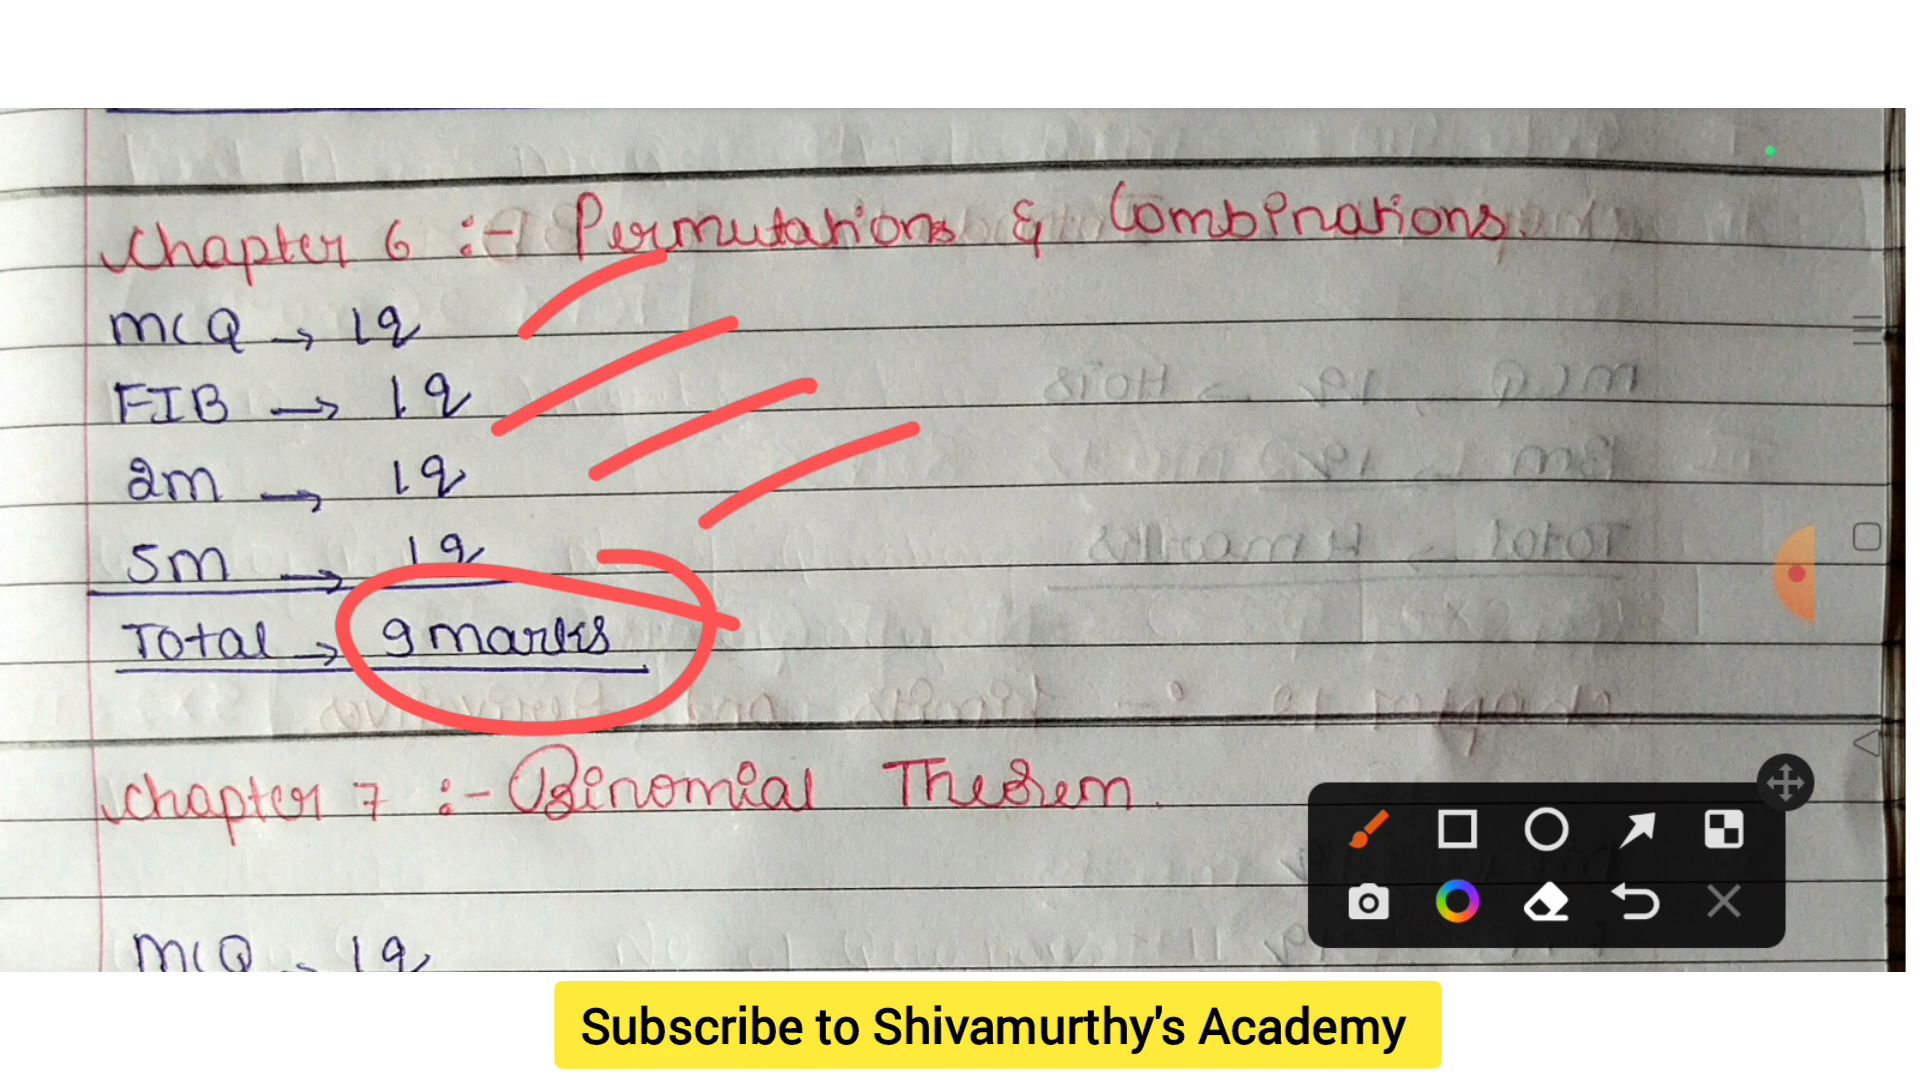 Chapter 6 :- Permutations & Combinations.
MCQ → 1q
FIB → 1q
2m → 1q
5m → 1q
Total → 9 marks
Chapter 7 :- Binomial Theorem.
MCQ → 1q
Subscribe to Shivamurthy's Academy